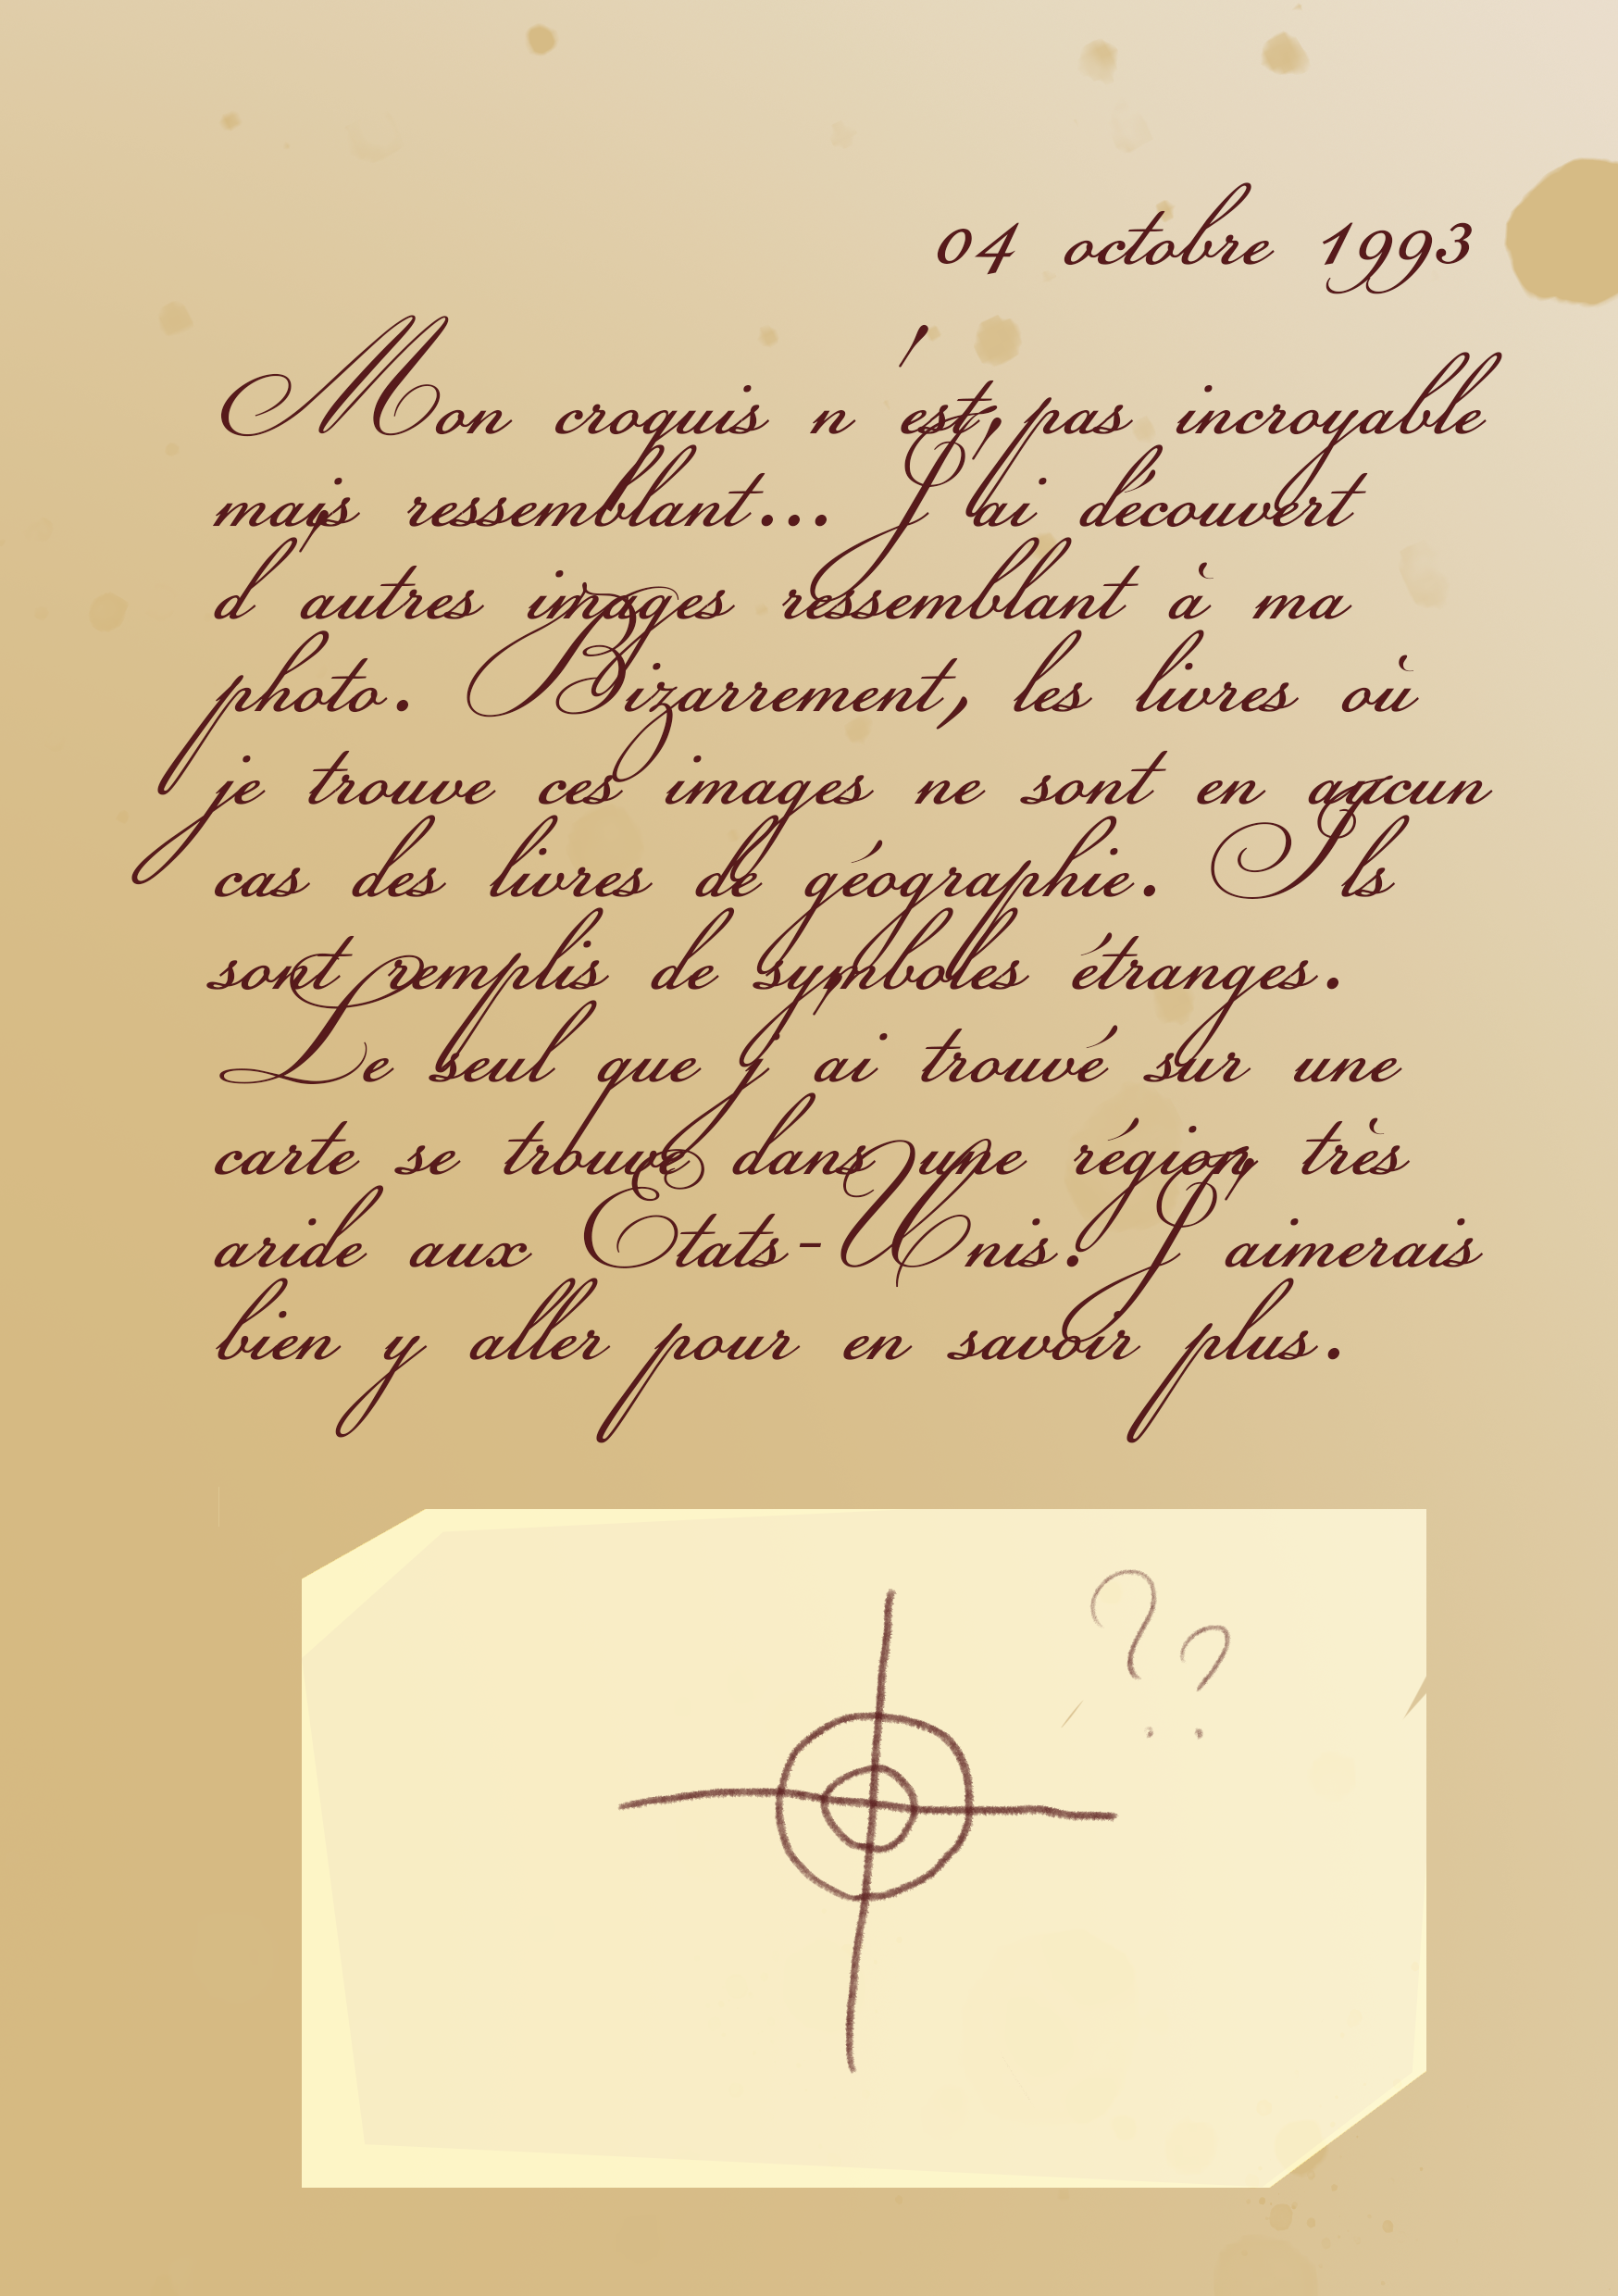 04 octobre 1993
Mon croquis n'est pas incroyable
mais ressemblant... J'ai découvert
d'autres images ressemblant à ma
photo. Bizarrement, les livres où
je trouve ces images ne sont en aucun
cas des livres de géographie. Ils
sont remplis de symboles étranges.
Le seul que j'ai trouvé sur une
carte se trouve dans une région très
aride aux Etats-Unis. J'aimerais
bien y aller pour en savoir plus.
??